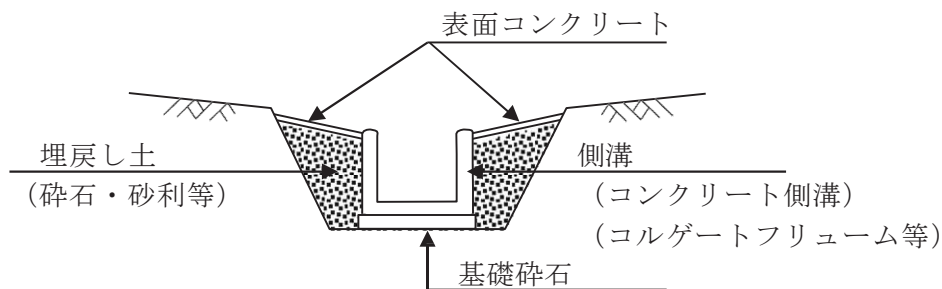 表面コンクリート
埋戻し土
(砕石・砂利等)
側溝
(コンクリート側溝)
(コルゲートフリューム等)
基礎砕石